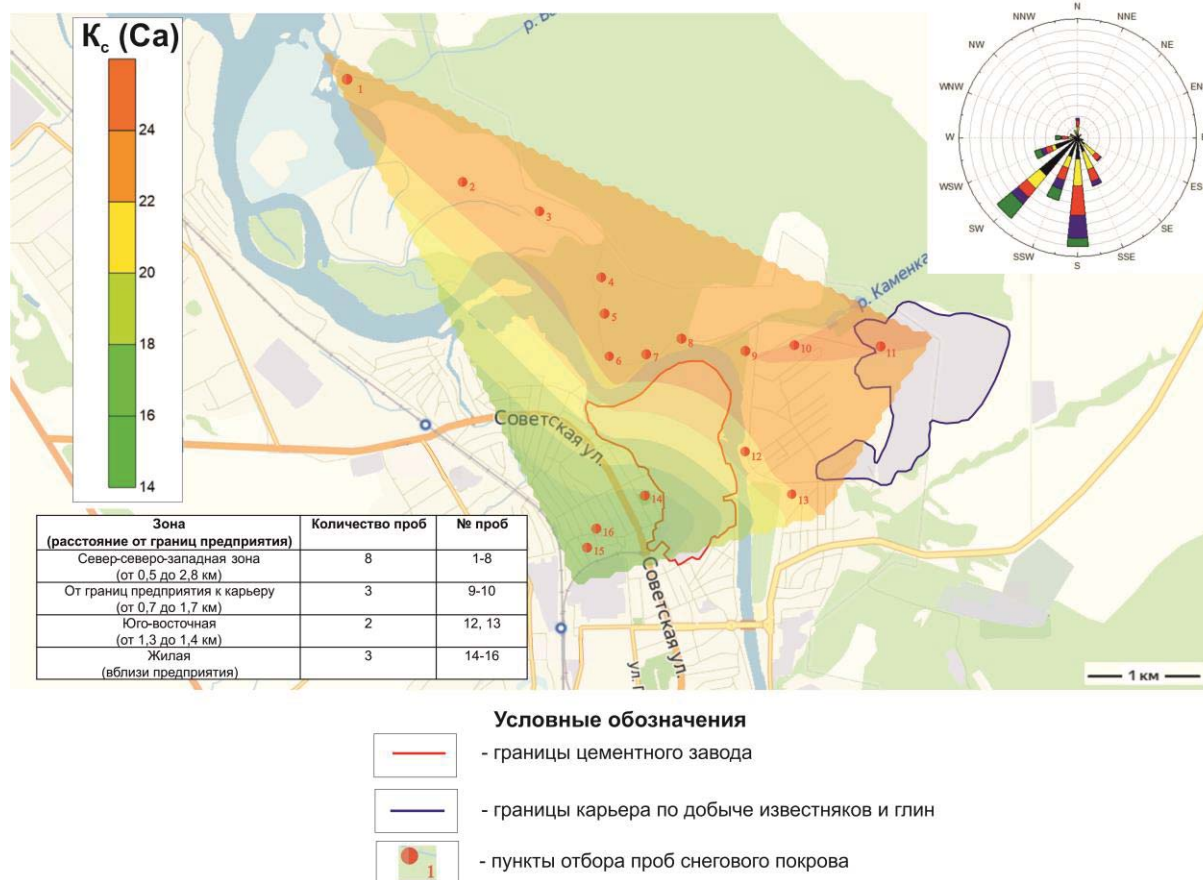 K_c (Ca)
24
22
20
18
16
14
р. Каменка
Советская ул.
Советская ул.
1
2
3
4
5
6
7
8
9
10
11
12
13
14
16
15
N
NNE
NE
E
SE
SSE
S
SSW
SW
WSW
W
WNW
NW
NNW
1 км
Зона Количество проб № проб
(расстояние от границ предприятия)
Север-северо-западная зона 8 1-8
(от 0,5 до 2,8 км)
От границ предприятия к карьеру 3 9-10
(от 0,7 до 1,7 км)
Юго-восточная 2 12, 13
(от 1,3 до 1,4 км)
Жилая 3 14-16
(вблизи предприятия)
Условные обозначения
- границы цементного завода
- границы карьера по добыче известняков и глин
1 - пункты отбора проб снегового покрова